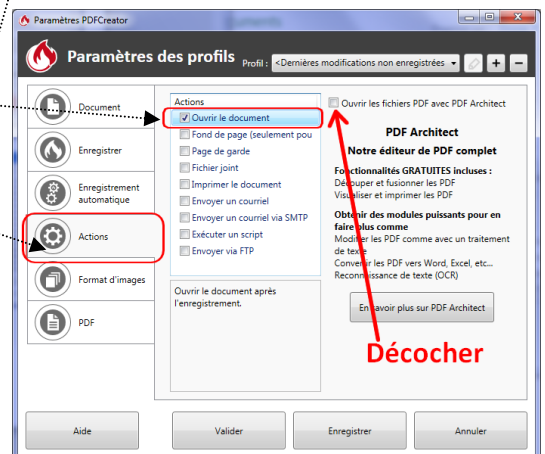 Paramètres PDFCreator
Paramètres des profils
Profil : <Dernières modifications non enregistrées
Document
Enregistrer
Enregistrement
automatique
Actions
Format d'images
PDF
Actions
Ouvrir le document
Fond de page (seulement pou
Page de garde
Fichier joint
Imprimer le document
Envoyer un courriel
Envoyer un courriel via SMTP
Exécuter un script
Envoyer via FTP
Ouvrir le document après
l'enregistrement.
Ouvrir les fichiers PDF avec PDF Architect
PDF Architect
Notre éditeur de PDF complet
Fonctionnalités GRATUITES incluses :
Découper et fusionner les PDF
Visualiser et imprimer les PDF
Obtenir des modules puissants pour en
faire plus comme
Modifier les PDF comme avec un traitement
de texte
Convertir les PDF vers Word, Excel, etc...
Reconnaissance de texte (OCR)
En savoir plus sur PDF Architect
Décocher
Aide
Valider
Enregistrer
Annuler